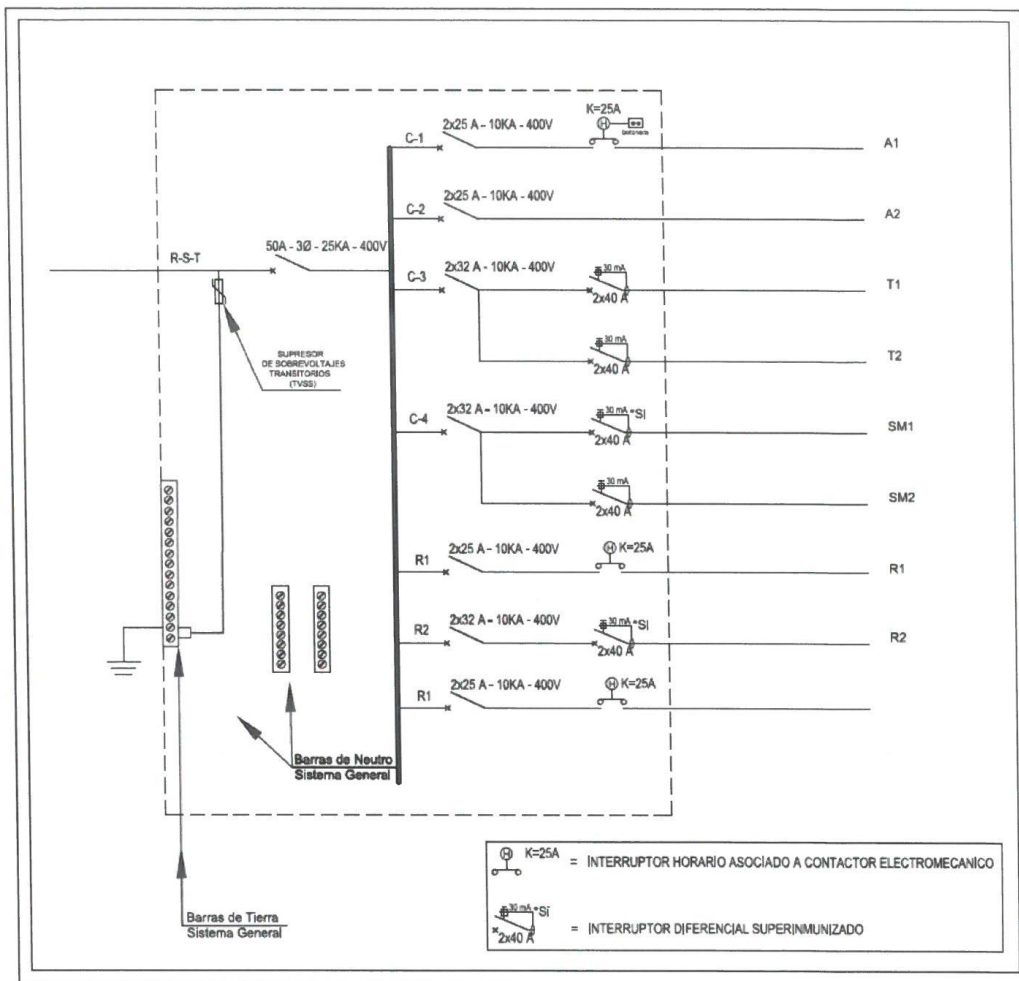 K=25A
2x25 A - 10KA - 400V
C-1
A1
2x25 A - 10KA - 400V
C-2
A2
R-S-T
50A - 3Ø - 25KA - 400V
2x32 A - 10KA - 400V
C-3
30 mA
2x40 A
T1
SUPRESOR
DE SOBREVOLTAJES
TRANSITORIOS
(TVSS)
30 mA
2x40 A
T2
2x32 A - 10KA - 400V
C-4
30 mA *Si
2x40 A
SM1
30 mA
2x40 A
SM2
2x25 A - 10KA - 400V
H K=25A
R1
R1
2x32 A - 10KA - 400V
30 mA *Si
R2
2x40 A
R2
2x25 A - 10KA - 400V
H K=25A
R1
Barras de Neutro
Sistema General
H K=25A = INTERRUPTOR HORARIO ASOCIADO A CONTACTOR ELECTROMECANICO
Barras de Tierra
Sistema General
30 mA *Si
2x40 A = INTERRUPTOR DIFERENCIAL SUPERINMUNIZADO